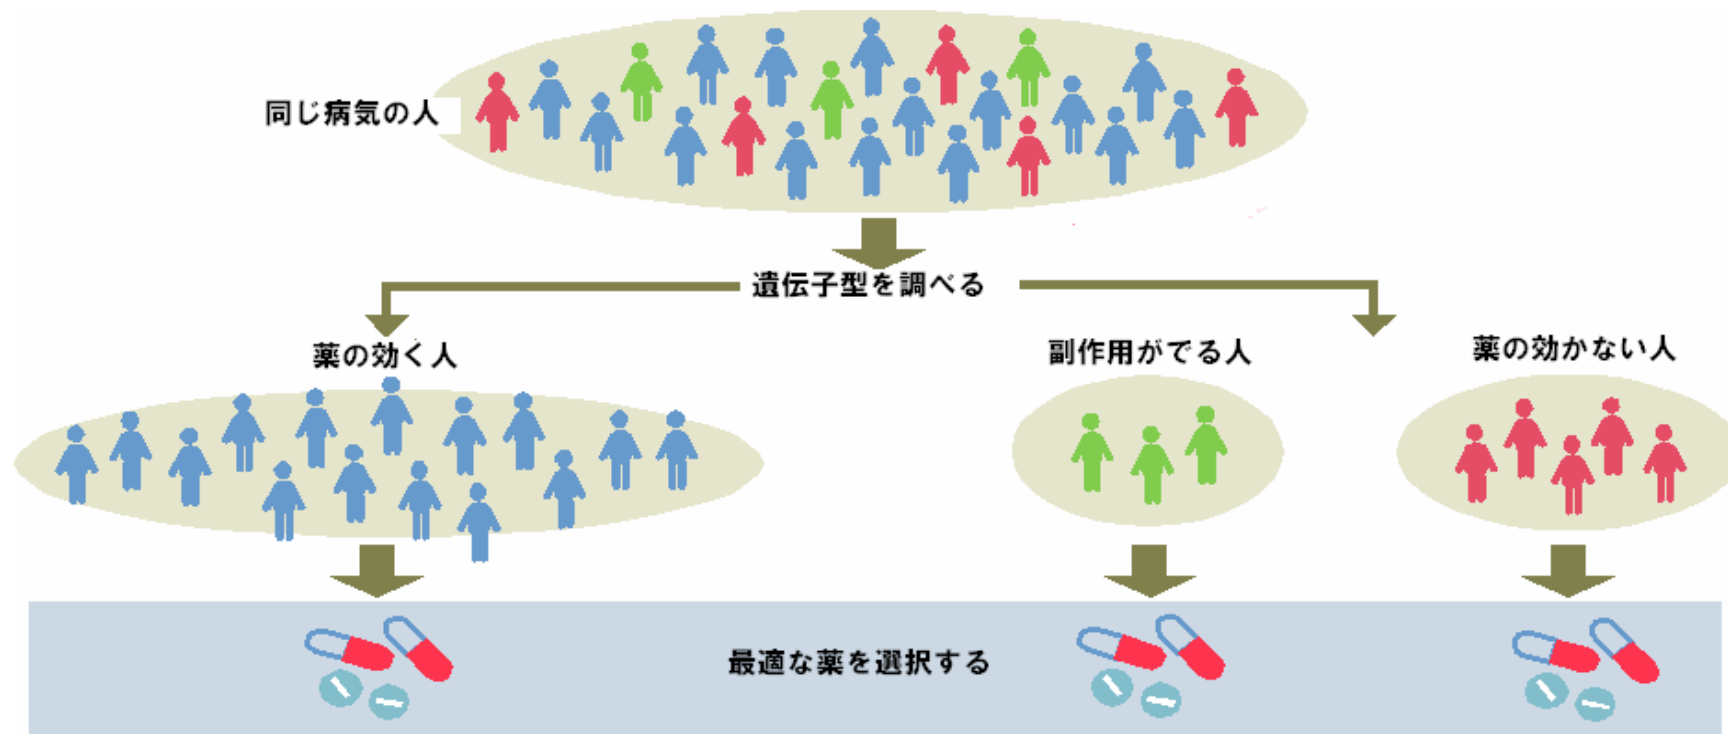 同じ病気の人
遺伝子型を調べる
薬の効く人
副作用がでる人
薬の効かない人
最適な薬を選択する